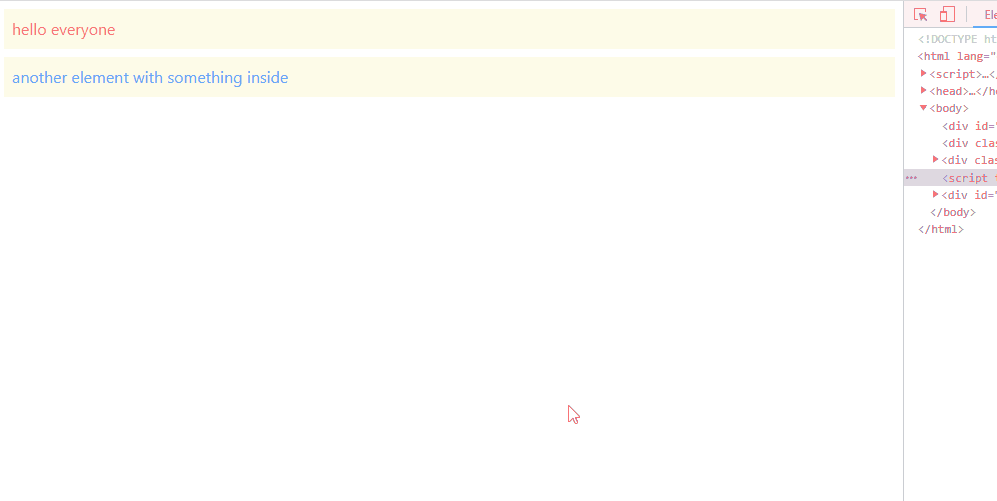 hello everyone
another element with something inside
Ele
<!DOCTYPE ht
<html lang="
<script>…</
<head>…</he
<body>
<div id="
<div clas
<div clas
<script
<div id="
</body>
</html>